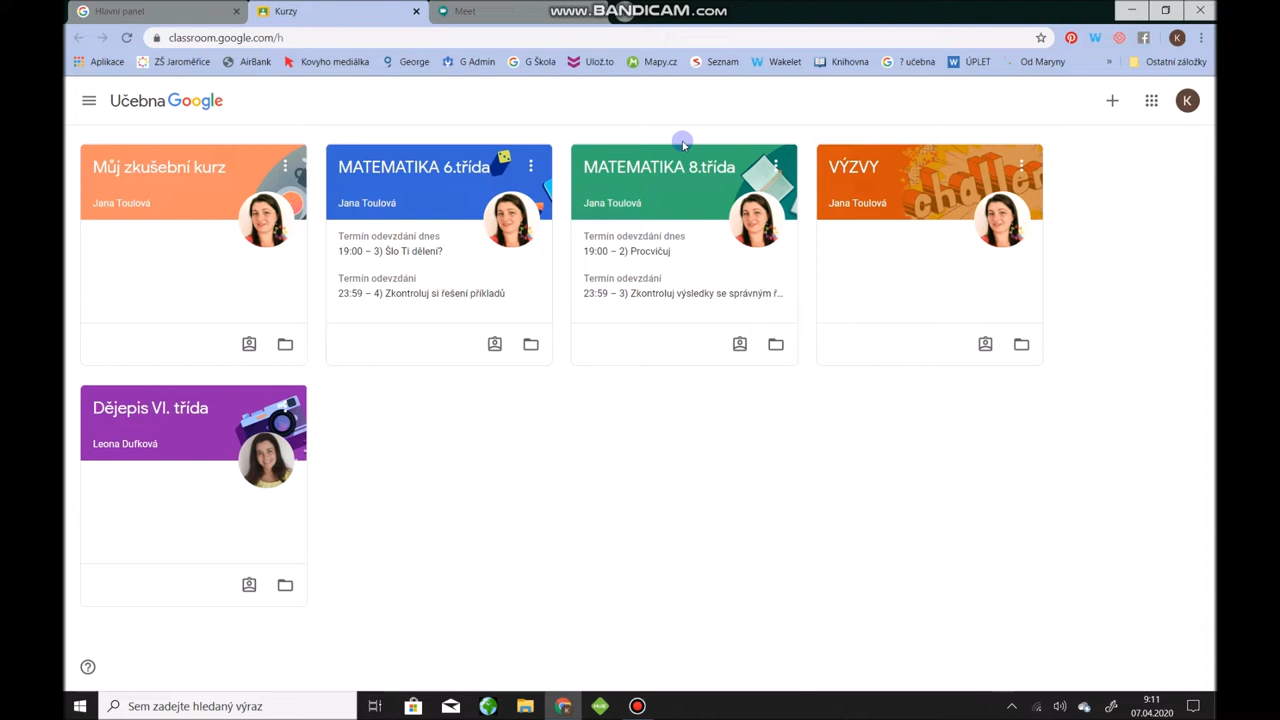 Hlavní panel
Kurzy
Meet
www.BANDICAM.com
classroom.google.com/h
K
Aplikace
ZŠ Jaroměřice
AirBank
Kovyho mediálka
George
G Admin
G Škola
Ulož.to
Mapy.cz
Seznam
Wakelet
Knihovna
? učebna
ÚPLET
Od Maryny
»
Ostatní záložky
Učebna Google
K
Můj zkušební kurz
Jana Toulová
MATEMATIKA 6.třída
Jana Toulová
Termín odevzdání dnes
19:00 – 3) Šlo Ti dělení?
Termín odevzdání
23:59 – 4) Zkontroluj si řešení příkladů
MATEMATIKA 8.třída
Jana Toulová
Termín odevzdání dnes
19:00 – 2) Procvičuj
Termín odevzdání
23:59 – 3) Zkontroluj výsledky se správným ř...
VÝZVY
Jana Toulová
Dějepis VI. třída
Leona Dufková
Sem zadejte hledaný výraz
9:11
07.04.2020